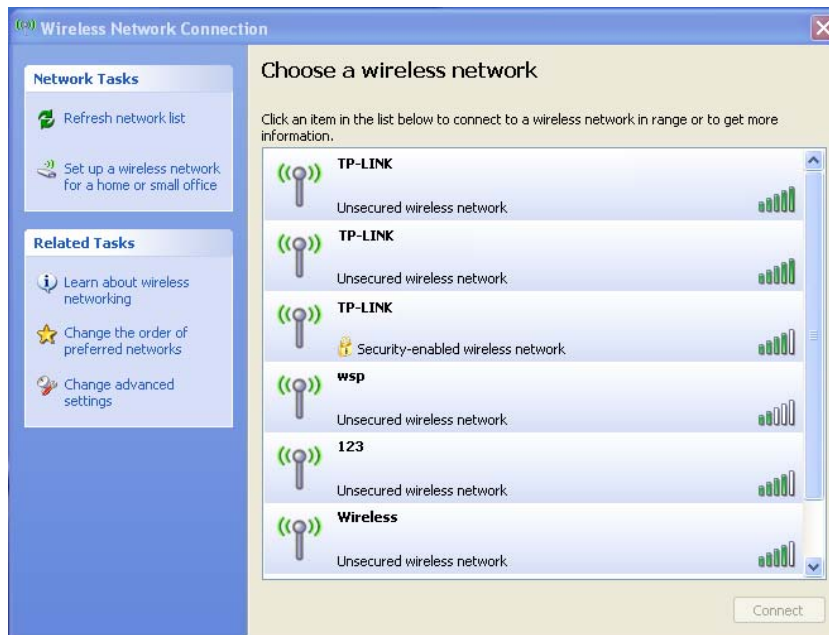 Wireless Network Connection
Network Tasks
Refresh network list
Set up a wireless network
for a home or small office
Related Tasks
Learn about wireless
networking
Change the order of
preferred networks
Change advanced
settings
Choose a wireless network
Click an item in the list below to connect to a wireless network in range or to get more
information.
TP-LINK
Unsecured wireless network
TP-LINK
Unsecured wireless network
TP-LINK
Security-enabled wireless network
wsp
Unsecured wireless network
123
Unsecured wireless network
Wireless
Unsecured wireless network
Connect